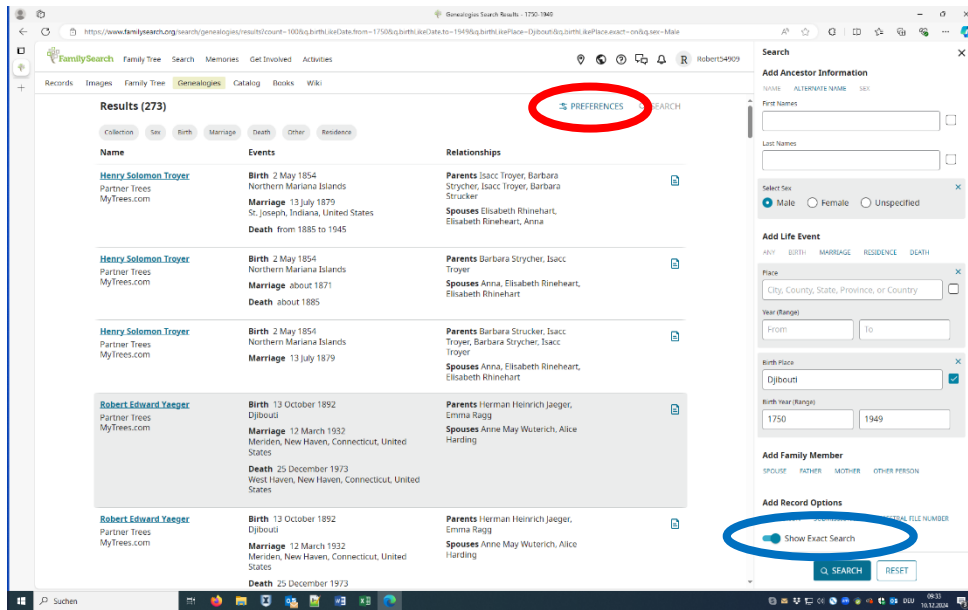 Genealogies Search Results - 1750-1949
https://www.familysearch.org/search/genealogies/results?count=100&q.birthLikeDate.from=1750&q.birthLikeDate.to=1949&q.birthLikePlace=Djibouti&q.birthLikePlace.exact=on&q.sex=Male
FamilySearch Family Tree Search Memories Get Involved Activities
R Robert54909
Records Images Family Tree Genealogies Catalog Books Wiki
Results (273)
PREFERENCES
SEARCH
Collection Sex Birth Marriage Death Other Residence
Name Events Relationships
Henry Solomon Troyer
Partner Trees
MyTrees.com
Birth 2 May 1854
Northern Mariana Islands
Marriage 13 July 1879
St. Joseph, Indiana, United States
Death from 1885 to 1945
Parents Isacc Troyer, Barbara
Strycher, Isacc Troyer, Barbara
Strucker
Spouses Elisabeth Rhinehart,
Elisabeth Rineheart, Anna
Henry Solomon Troyer
Partner Trees
MyTrees.com
Birth 2 May 1854
Northern Mariana Islands
Marriage about 1871
Death about 1885
Parents Barbara Strycher, Isacc
Troyer
Spouses Anna, Elisabeth Rineheart,
Elisabeth Rhinehart
Henry Solomon Troyer
Partner Trees
MyTrees.com
Birth 2 May 1854
Northern Mariana Islands
Marriage 13 July 1879
Parents Barbara Strucker, Isacc
Troyer, Barbara Strycher, Isacc
Troyer
Spouses Anna, Elisabeth Rineheart,
Elisabeth Rhinehart
Robert Edward Yaeger
Partner Trees
MyTrees.com
Birth 13 October 1892
Djibouti
Marriage 12 March 1932
Meriden, New Haven, Connecticut, United
States
Death 25 December 1973
West Haven, New Haven, Connecticut, United
States
Parents Herman Heinrich Jaeger,
Emma Ragg
Spouses Anne May Wuterich, Alice
Harding
Robert Edward Yaeger
Partner Trees
MyTrees.com
Birth 13 October 1892
Djibouti
Marriage 12 March 1932
Meriden, New Haven, Connecticut, United
States
Death 25 December 1973
Parents Herman Heinrich Jaeger,
Emma Ragg
Spouses Anne May Wuterich, Alice
Harding
Search
Add Ancestor Information
NAME ALTERNATE NAME SEX
First Names
Last Names
Select Sex
Male Female Unspecified
Add Life Event
ANY BIRTH MARRIAGE RESIDENCE DEATH
Place
City, County, State, Province, or Country
Year (Range)
From To
Birth Place
Djibouti
Birth Year (Range)
1750 1949
Add Family Member
SPOUSE FATHER MOTHER OTHER PERSON
Add Record Options
FILE NUMBER
Show Exact Search
SEARCH RESET
Suchen
DEU
09:33
10.12.2024